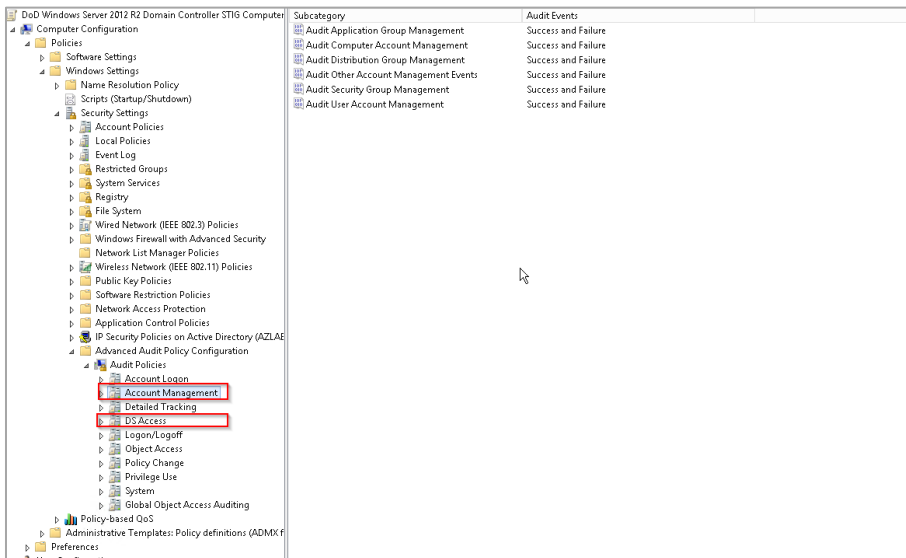 DoD Windows Server 2012 R2 Domain Controller STIG Computer
Computer Configuration
Policies
Software Settings
Windows Settings
Name Resolution Policy
Scripts (Startup/Shutdown)
Security Settings
Account Policies
Local Policies
Event Log
Restricted Groups
System Services
Registry
File System
Wired Network (IEEE 802.3) Policies
Windows Firewall with Advanced Security
Network List Manager Policies
Wireless Network (IEEE 802.11) Policies
Public Key Policies
Software Restriction Policies
Network Access Protection
Application Control Policies
IP Security Policies on Active Directory (AZLAB
Advanced Audit Policy Configuration
Audit Policies
Account Logon
Account Management
Detailed Tracking
DS Access
Logon/Logoff
Object Access
Policy Change
Privilege Use
System
Global Object Access Auditing
Policy-based QoS
Administrative Templates: Policy definitions (ADMX f
Preferences
Subcategory Audit Events
Audit Application Group Management Success and Failure
Audit Computer Account Management Success and Failure
Audit Distribution Group Management Success and Failure
Audit Other Account Management Events Success and Failure
Audit Security Group Management Success and Failure
Audit User Account Management Success and Failure